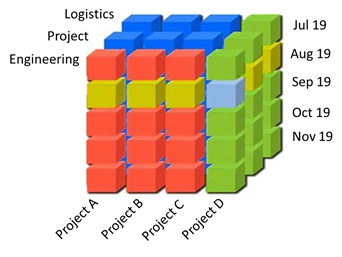 Logistics
Project
Engineering
Jul 19
Aug 19
Sep 19
Oct 19
Nov 19
Project A
Project B
Project C
Project D